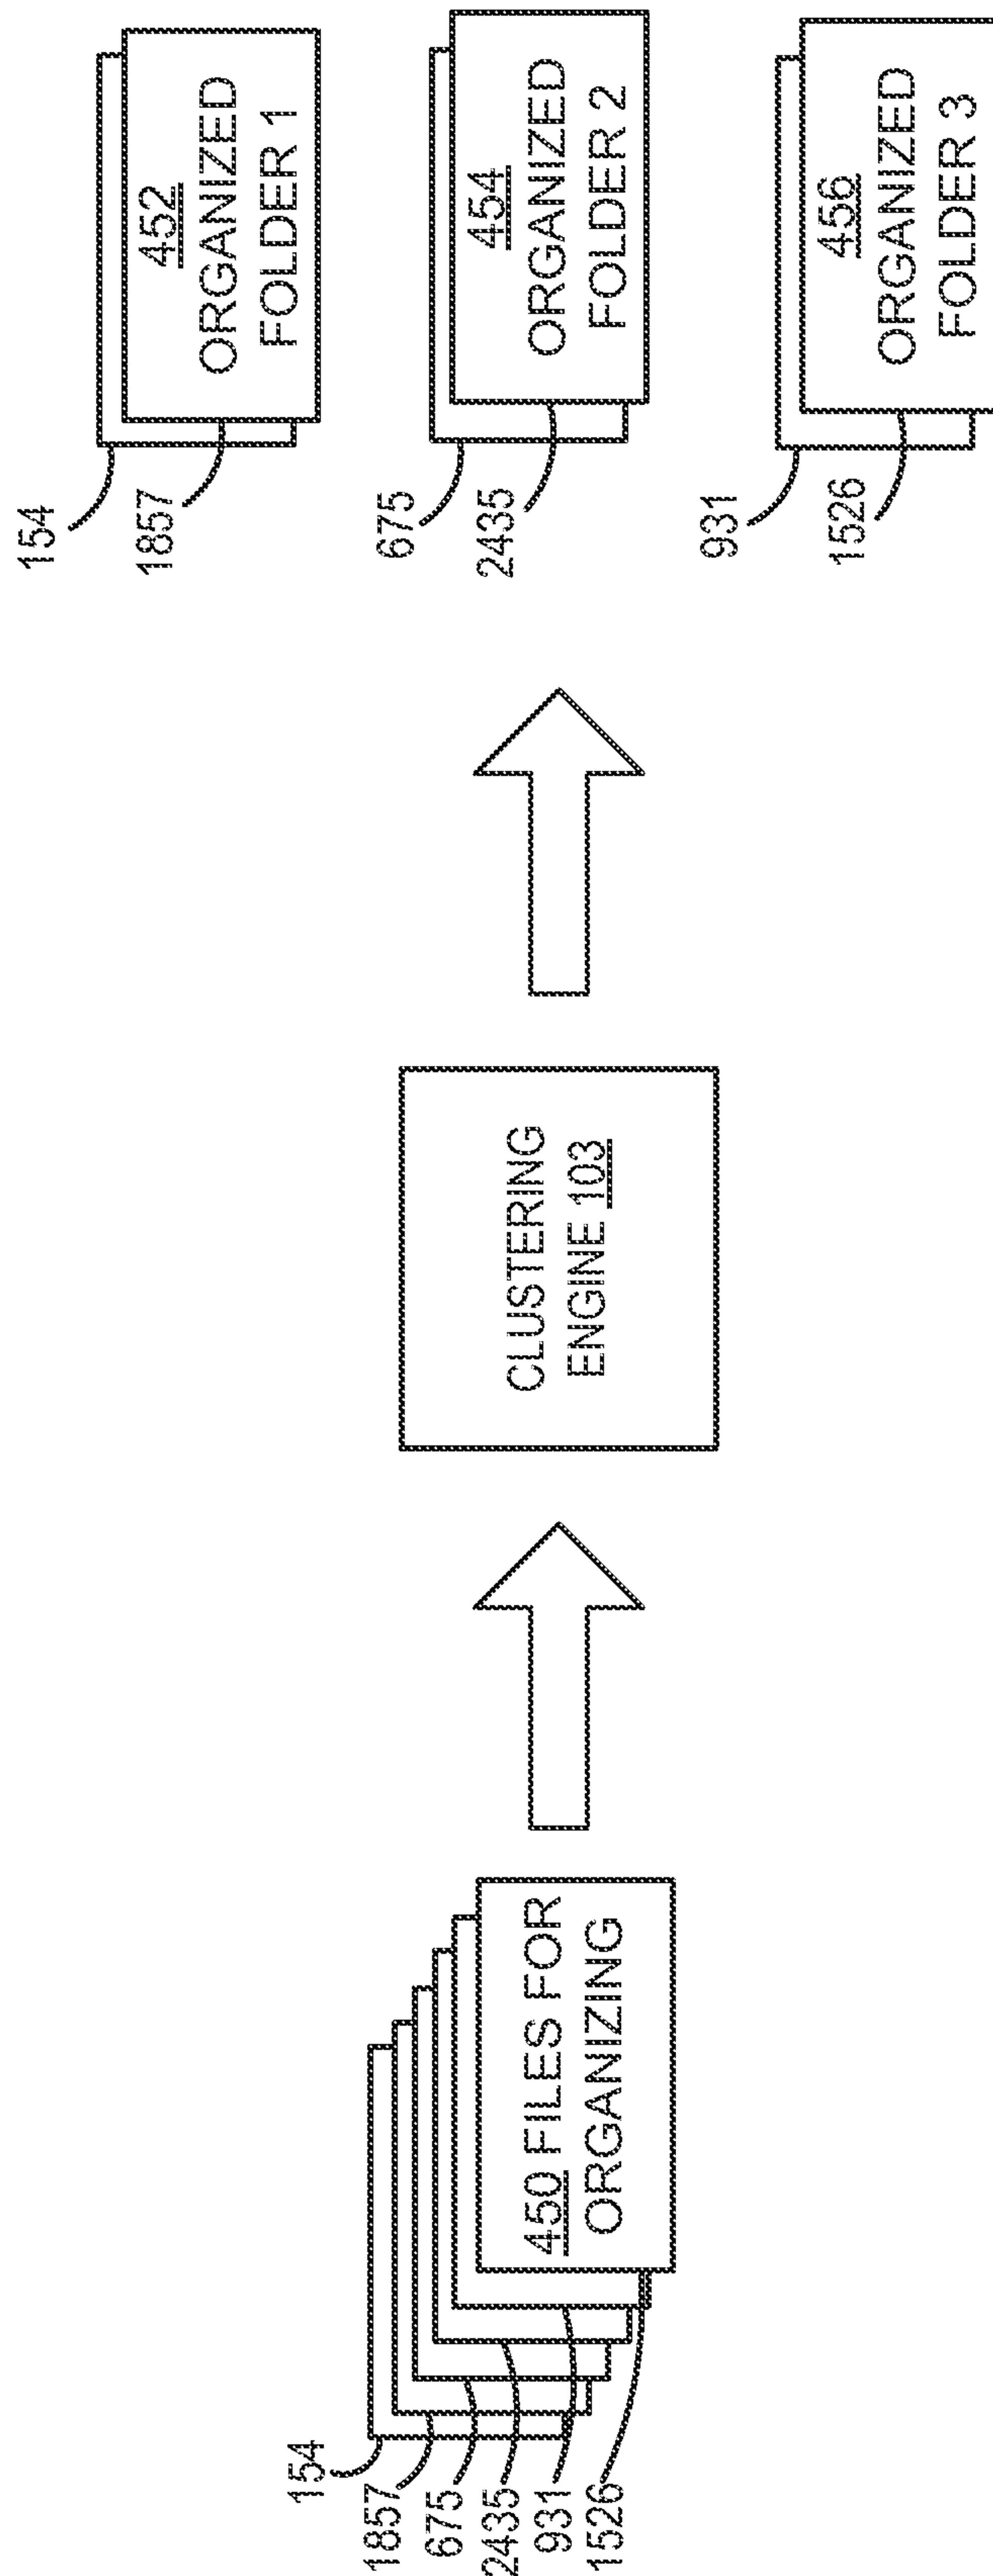 154
1857
675
2435
931
1526
450 FILES FOR
ORGANIZING
CLUSTERING
ENGINE 103
154
1857
452
ORGANIZED
FOLDER 1
675
2435
454
ORGANIZED
FOLDER 2
931
1526
456
ORGANIZED
FOLDER 3